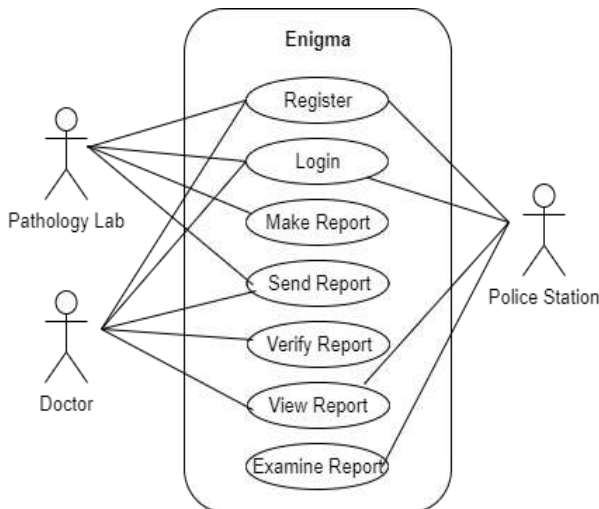 Enigma
Register
Login
Pathology Lab
Make Report
Send Report
Police Station
Verify Report
Doctor
View Report
Examine Report